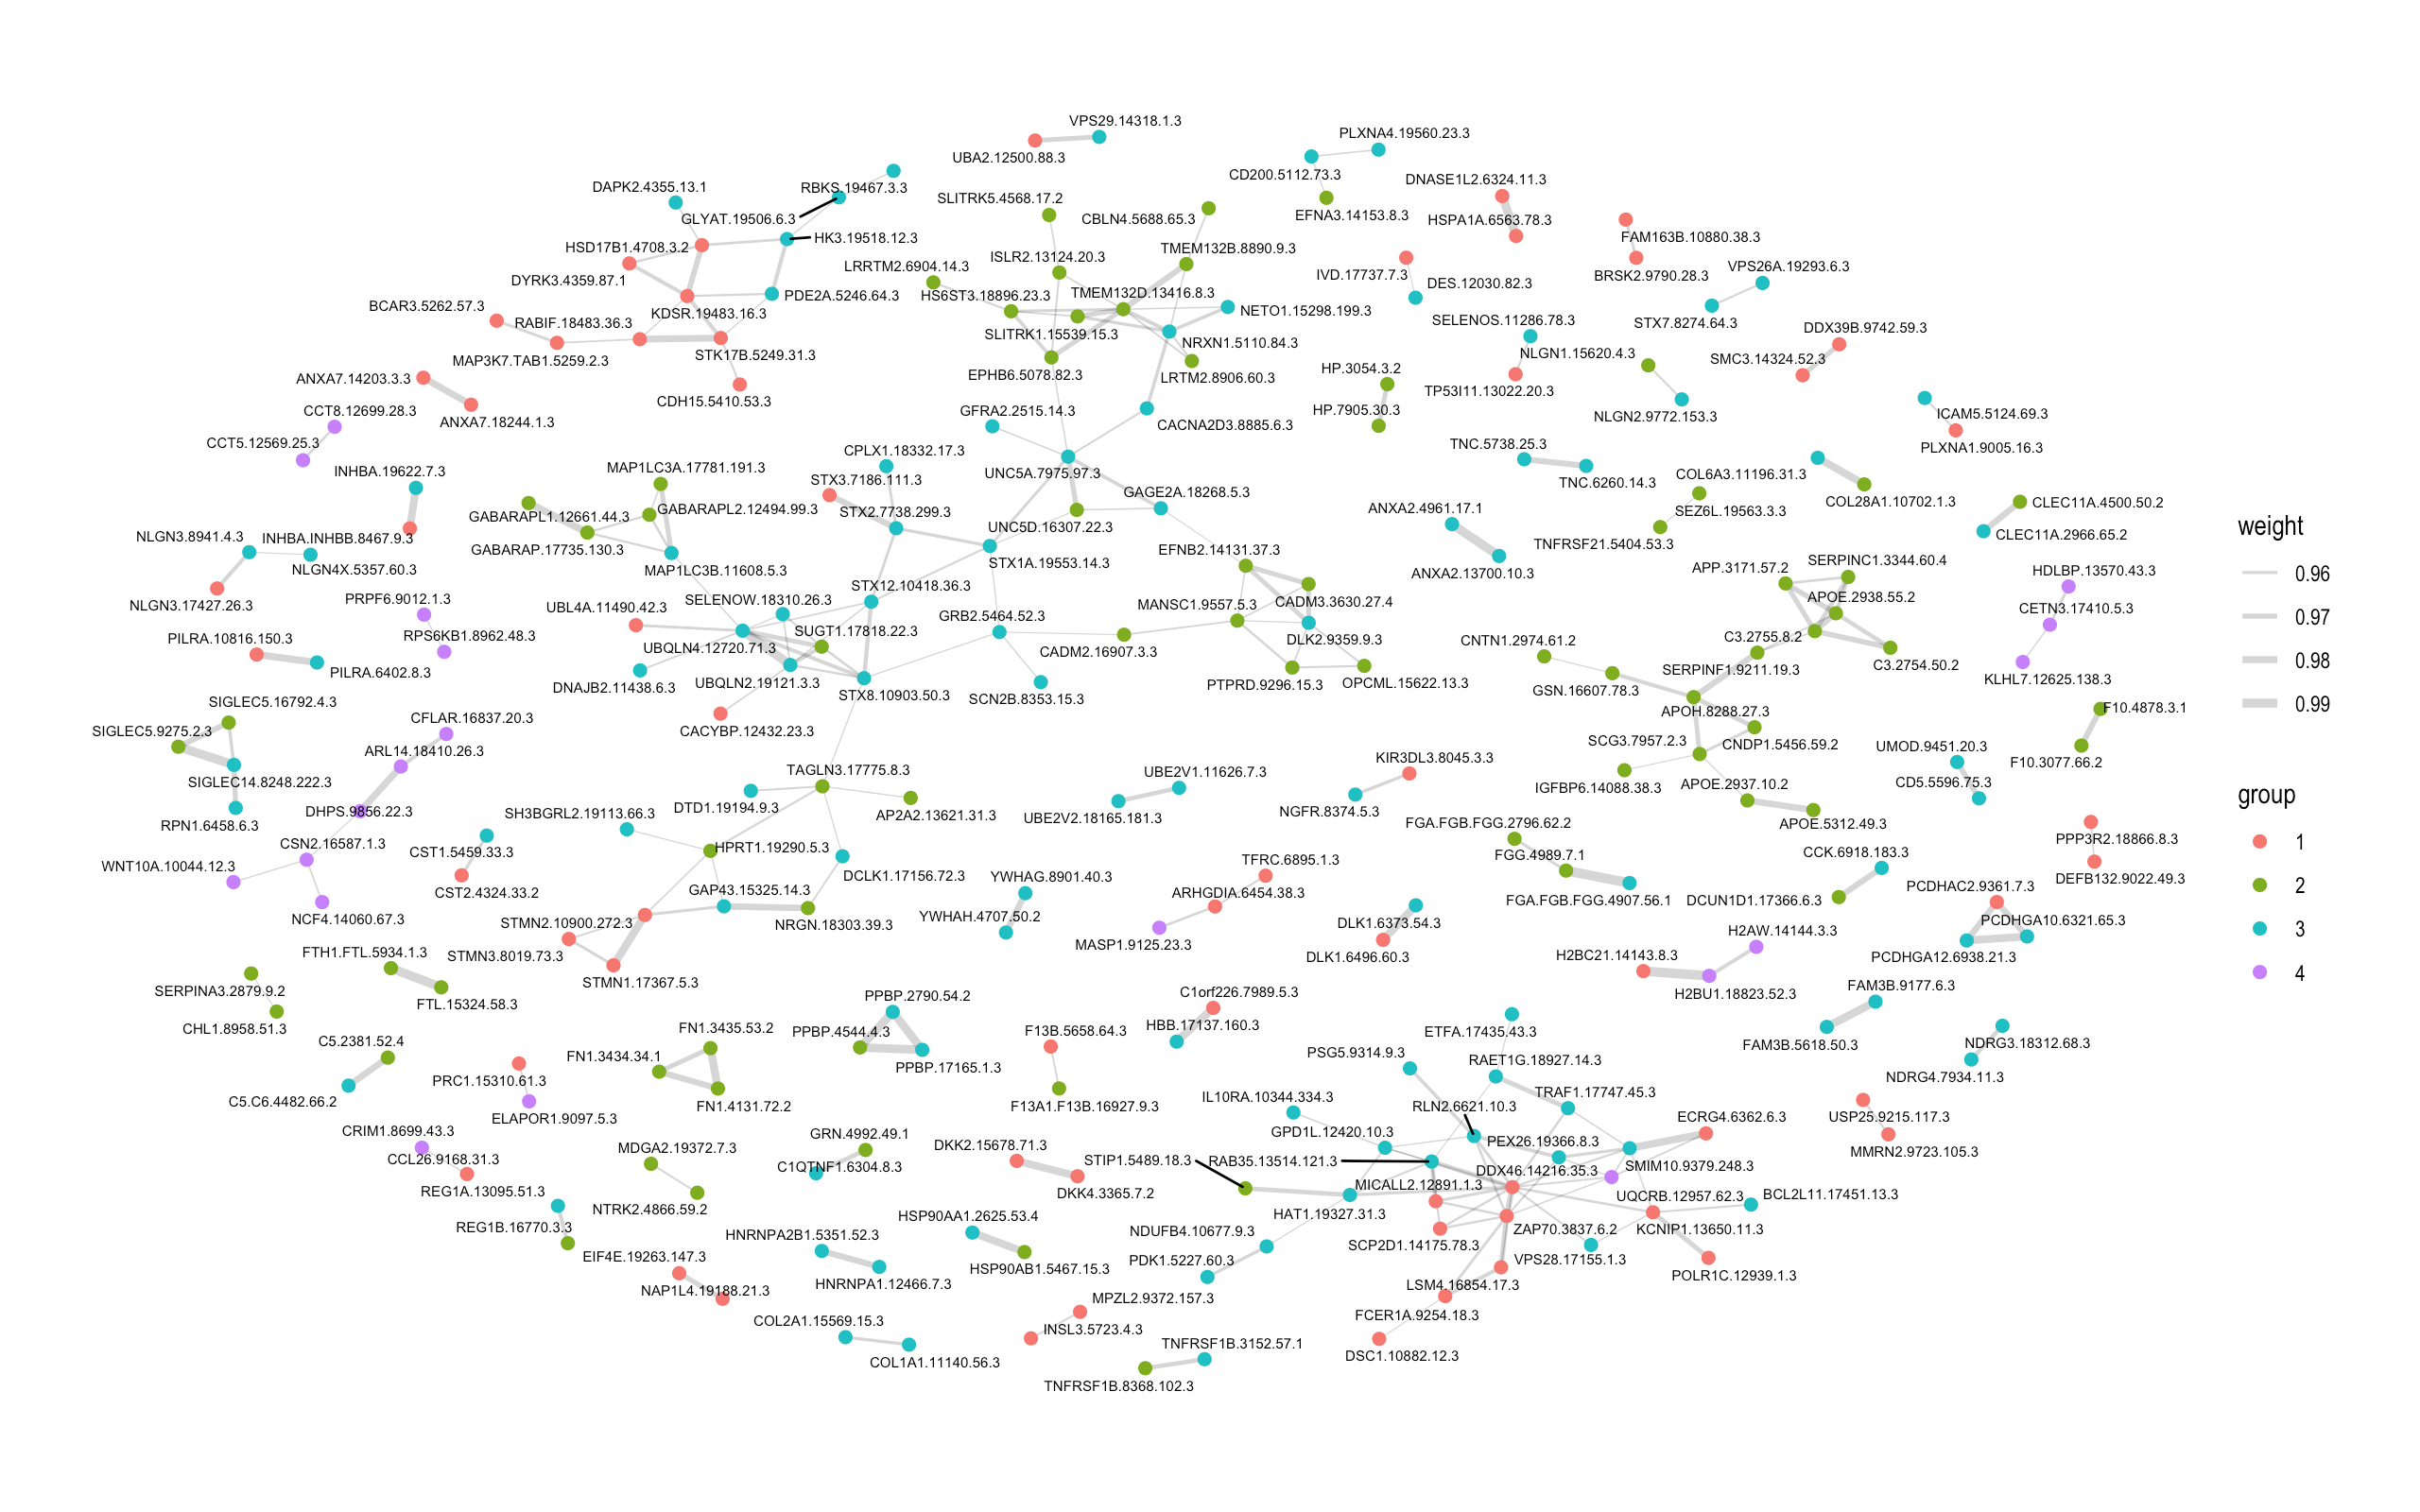 VPS29.14318.1.3
PLXNA4.19560.23.3
UBA2.12500.88.3
CD200.5112.73.3
DNASE1L2.6324.11.3
DAPK2.4355.13.1
RBKS.19467.3.3
SLITRK5.4568.17.2
EFNA3.14153.8.3
HSPA1A.6563.78.3
GLYAT.19506.6.3
CBLN4.5688.65.3
FAM163B.10880.38.3
HSD17B1.4708.3.2
HK3.19518.12.3
ISLR2.13124.20.3
TMEM132B.8890.9.3
LRRTM2.6904.14.3
IVD.17737.7.3
DES.12030.82.3
BRSK2.9790.28.3
VPS26A.19293.6.3
DYRK3.4359.87.1
PDE2A.5246.64.3
HS6ST3.18896.23.3
TMEM132D.13416.8.3
NETO1.15298.199.3
BCAR3.5262.57.3
RABIF.18483.36.3
KDSR.19483.16.3
SLITRK1.15539.15.3
SELENOS.11286.78.3
STX7.8274.64.3
DDX39B.9742.59.3
NRXN1.5110.84.3
MAP3K7.TAB1.5259.2.3
STK17B.5249.31.3
NLGN1.15620.4.3
SMC3.14324.52.3
ANXA7.14203.3.3
EPHB6.5078.82.3
LRTM2.8906.60.3
HP.3054.3.2
TP53I11.13022.20.3
CDH15.5410.53.3
CCT8.12699.28.3
GFRA2.2515.14.3
HP.7905.30.3
NLGN2.9772.153.3
ICAM5.5124.69.3
ANXA7.18244.1.3
CACNA2D3.8885.6.3
CCT5.12569.25.3
CPLX1.18332.17.3
TNC.5738.25.3
PLXNA1.9005.16.3
INHBA.19622.7.3
MAP1LC3A.17781.191.3
UNC5A.7975.97.3
COL6A3.11196.31.3
STX3.7186.111.3
GAGE2A.18268.5.3
TNC.6260.14.3
COL28A1.10702.1.3
CLEC11A.4500.50.2
GABARAPL1.12661.44.3
GABARAPL2.12494.99.3
STX2.7738.299.3
UNC5D.16307.22.3
ANXA2.4961.17.1
SEZ6L.19563.3.3
NLGN3.8941.4.3
INHBA.INHBB.8467.9.3
GABARAP.17735.130.3
EFNB2.14131.37.3
TNFRSF21.5404.53.3
CLEC11A.2966.65.2
NLGN4X.5357.60.3
MAP1LC3B.11608.5.3
STX1A.19553.14.3
ANXA2.13700.10.3
APP.3171.57.2
SERPINC1.3344.60.4
HDLBP.13570.43.3
NLGN3.17427.26.3
PRPF6.9012.1.3
UBL4A.11490.42.3
SELENOW.18310.26.3
STX12.10418.36.3
GRB2.5464.52.3
MANSC1.9557.5.3
CADM3.3630.27.4
APOE.2938.55.2
CETN3.17410.5.3
PILRA.10816.150.3
RPS6KB1.8962.48.3
SUGT1.17818.22.3
UBQLN4.12720.71.3
CADM2.16907.3.3
DLK2.9359.9.3
CNTN1.2974.61.2
C3.2755.8.2
C3.2754.50.2
PILRA.6402.8.3
DNAJB2.11438.6.3
UBQLN2.19121.3.3
STX8.10903.50.3
SCN2B.8353.15.3
PTPRD.9296.15.3
OPCML.15622.13.3
GSN.16607.78.3
SERPINF1.9211.19.3
KLHL7.12625.138.3
SIGLEC5.16792.4.3
SIGLEC5.9275.2.3
CFLAR.16837.20.3
CACYBP.12432.23.3
APOH.8288.27.3
F10.4878.3.1
ARL14.18410.26.3
SCG3.7957.2.3
CNDP1.5456.59.2
UMOD.9451.20.3
F10.3077.66.2
SIGLEC14.8248.222.3
TAGLN3.17775.8.3
UBE2V1.11626.7.3
KIR3DL3.8045.3.3
IGFBP6.14088.38.3
APOE.2937.10.2
CD5.5596.75.3
RPN1.6458.6.3
DHPS.9856.22.3
SH3BGRL2.19113.66.3
DTD1.19194.9.3
AP2A2.13621.31.3
UBE2V2.18165.181.3
NGFR.8374.5.3
FGA.FGB.FGG.2796.62.2
APOE.5312.49.3
PPP3R2.18866.8.3
CSN2.16587.1.3
CST1.5459.33.3
HPRT1.19290.5.3
TFRC.6895.1.3
FGG.4989.7.1
CCK.6918.183.3
WNT10A.10044.12.3
CST2.4324.33.2
GAP43.15325.14.3
DCLK1.17156.72.3
YWHAG.8901.40.3
ARHGDIA.6454.38.3
FGA.FGB.FGG.4907.56.1
DCUN1D1.17366.6.3
PCDHAC2.9361.7.3
DEFB132.9022.49.3
NCF4.14060.67.3
STMN2.10900.272.3
NRGN.18303.39.3
YWHAH.4707.50.2
MASP1.9125.23.3
DLK1.6373.54.3
H2AW.14144.3.3
PCDHGA10.6321.65.3
FTH1.FTL.5934.1.3
STMN3.8019.73.3
DLK1.6496.60.3
H2BC21.14143.8.3
PCDHGA12.6938.21.3
SERPINA3.2879.9.2
STMN1.17367.5.3
FTL.15324.58.3
PPBP.2790.54.2
C1orf226.7989.5.3
H2BU1.18823.52.3
FAM3B.9177.6.3
CHL1.8958.51.3
FN1.3435.53.2
PPBP.4544.4.3
F13B.5658.64.3
HBB.17137.160.3
ETFA.17435.43.3
C5.2381.52.4
FN1.3434.34.1
PSG5.9314.9.3
RAET1G.18927.14.3
FAM3B.5618.50.3
NDRG3.18312.68.3
PRC1.15310.61.3
PPBP.17165.1.3
NDRG4.7934.11.3
C5.C6.4482.66.2
FN1.4131.72.2
F13A1.F13B.16927.9.3
IL10RA.10344.334.3
RLN2.6621.10.3
TRAF1.17747.45.3
ELAPOR1.9097.5.3
ECRG4.6362.6.3
USP25.9215.117.3
CRIM1.8699.43.3
GRN.4992.49.1
DKK2.15678.71.3
GPD1L.12420.10.3
PEX26.19366.8.3
MDGA2.19372.7.3
MMRN2.9723.105.3
CCL26.9168.31.3
C1QTNF1.6304.8.3
STIP1.5489.18.3
RAB35.13514.121.3
DDX46.14216.35.3
SMIM10.9379.248.3
REG1A.13095.51.3
DKK4.3365.7.2
MICALL2.12891.1.3
UQCRB.12957.62.3
BCL2L11.17451.13.3
NTRK2.4866.59.2
HSP90AA1.2625.53.4
HAT1.19327.31.3
REG1B.16770.3.3
HNRNPA2B1.5351.52.3
NDUFB4.10677.9.3
SCP2D1.14175.78.3
ZAP70.3837.6.2
KCNIP1.13650.11.3
EIF4E.19263.147.3
HSP90AB1.5467.15.3
PDK1.5227.60.3
VPS28.17155.1.3
NAP1L4.19188.21.3
HNRNPA1.12466.7.3
LSM4.16854.17.3
POLR1C.12939.1.3
MPZL2.9372.157.3
FCER1A.9254.18.3
COL2A1.15569.15.3
INSL3.5723.4.3
TNFRSF1B.3152.57.1
DSC1.10882.12.3
COL1A1.11140.56.3
TNFRSF1B.8368.102.3
weight
0.96
0.97
0.98
0.99
group
1
2
3
4